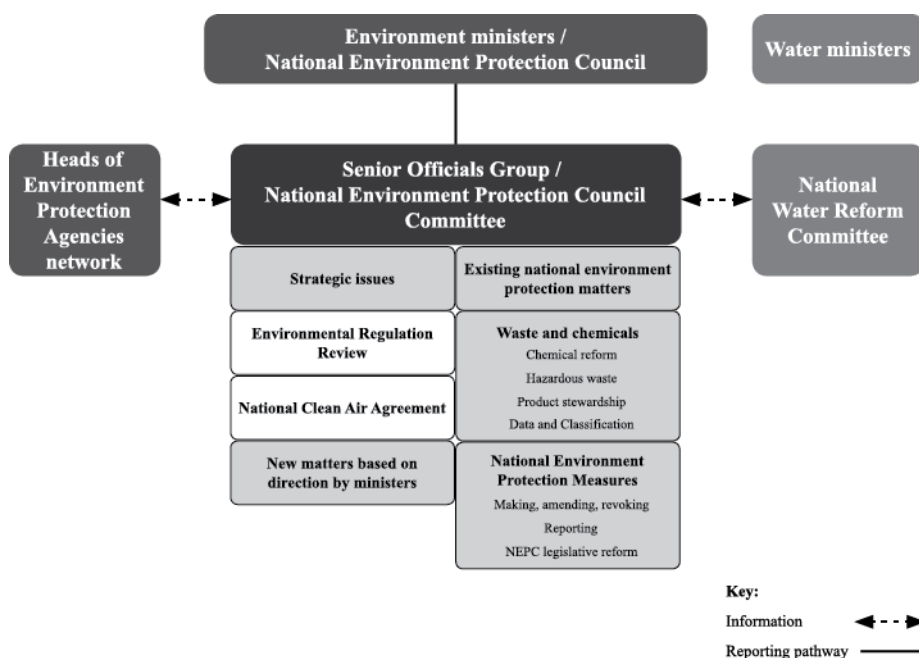 Environment ministers /
National Environment Protection Council
Water ministers
Heads of
Environment
Protection
Agencies
network
Senior Officials Group /
National Environment Protection Council
Committee
National
Water Reform
Committee
Strategic issues
Existing national environment
protection matters
Environmental Regulation
Review
National Clean Air Agreement
New matters based on
direction by ministers
Waste and chemicals
Chemical reform
Hazardous waste
Product stewardship
Data and Classification
National Environment
Protection Measures
Making, amending, revoking
Reporting
NEPC legislative reform
Key:
Information
Reporting pathway